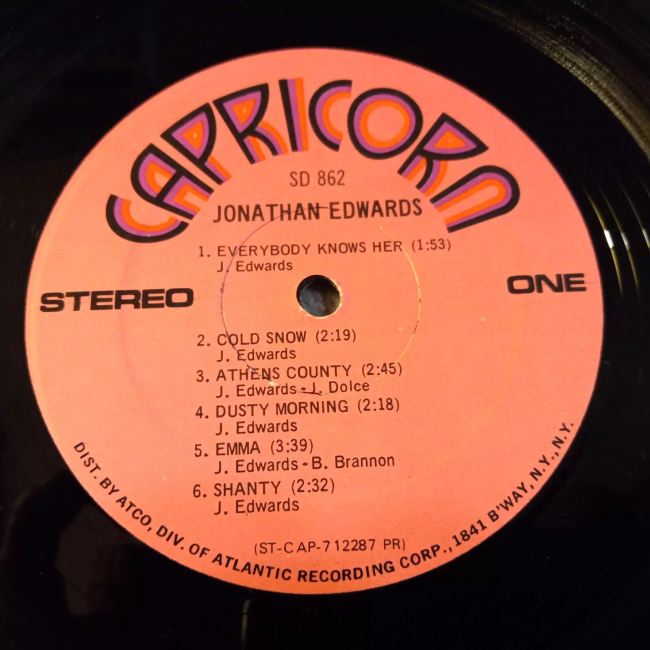 CAPRICORN
SD 862
JONATHAN EDWARDS
1. EVERYBODY KNOWS HER (1:53)
J. Edwards
STEREO
ONE
2. COLD SNOW (2:19)
J. Edwards
3. ATHENS COUNTY (2:45)
J. Edwards - J. Dolce
4. DUSTY MORNING (2:18)
J. Edwards
5. EMMA (3:39)
J. Edwards - B. Brannon
6. SHANTY (2:32)
J. Edwards
(ST-CAP-712287 PR)
DIST. BY ATCO, DIV. OF ATLANTIC RECORDING CORP., 1841 B'WAY, N.Y., N.Y.